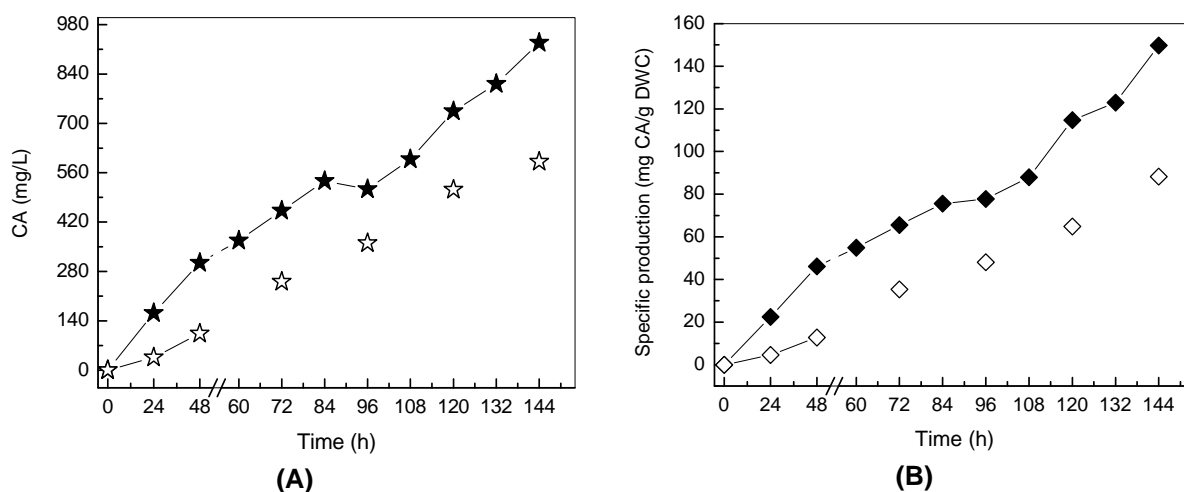 980
840
700
560
420
280
140
0
CA (mg/L)
0 24 48 60 72 84 96 108 120 132 144
Time (h)
(A)
160
140
120
100
80
60
40
20
0
Specific production (mg CA/g DWC)
0 24 48 60 72 84 96 108 120 132 144
Time (h)
(B)